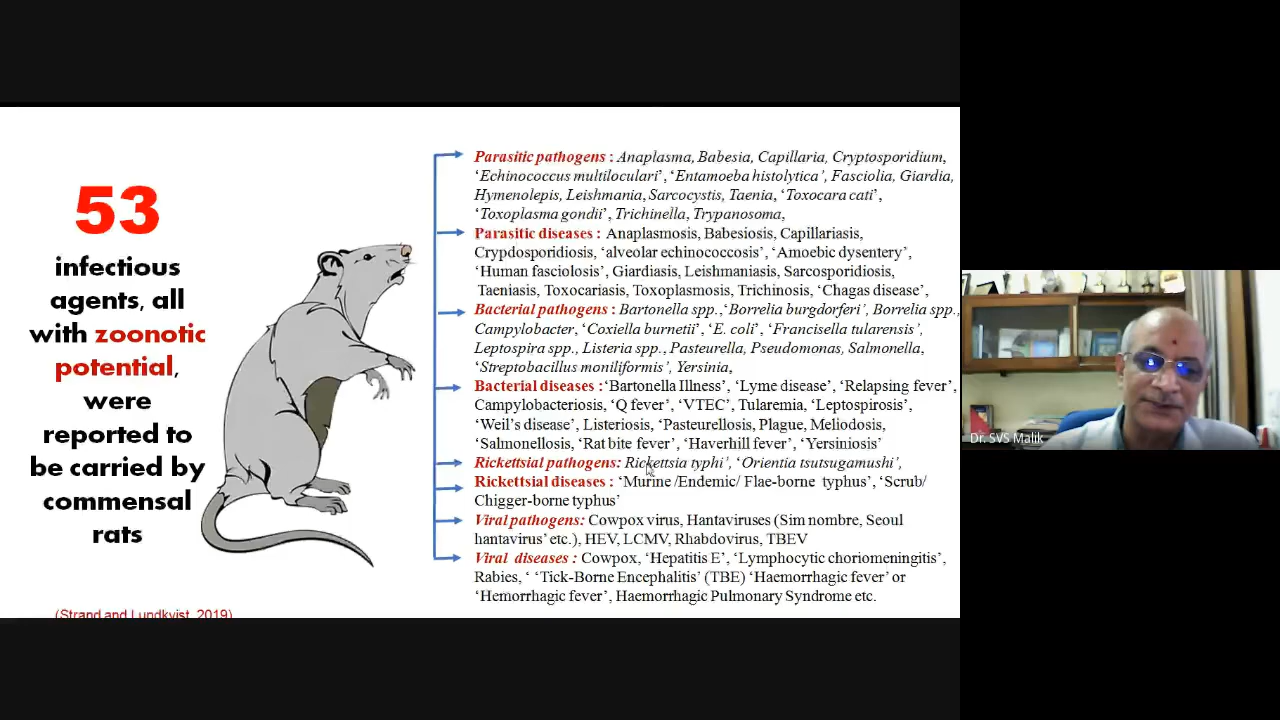 53
infectious
agents, all
with zoonotic
potential,
were
reported to
be carried by
commensal
rats
(Strand and Lundkvist, 2019)
Parasitic pathogens : Anaplasma, Babesia, Capillaria, Cryptosporidium,
‘Echinococcus multiloculari’, ‘Entamoeba histolytica’, Fasciolia, Giardia,
Hymenolepis, Leishmania, Sarcocystis, Taenia, ‘Toxocara cati’,
‘Toxoplasma gondii’, Trichinella, Trypanosoma,
Parasitic diseases : Anaplasmosis, Babesiosis, Capillariasis,
Crypdosporidiosis, ‘alveolar echinococcosis’, ‘Amoebic dysentery’,
‘Human fasciolosis’, Giardiasis, Leishmaniasis, Sarcosporidiosis,
Taeniasis, Toxocariasis, Toxoplasmosis, Trichinosis, ‘Chagas disease’,
Bacterial pathogens : Bartonella spp.,‘Borrelia burgdorferi’, Borrelia spp.,
Campylobacter, ‘Coxiella burnetii’, ‘E. coli’, ‘Francisella tularensis’,
Leptospira spp., Listeria spp., Pasteurella, Pseudomonas, Salmonella,
‘Streptobacillus moniliformis’, Yersinia,
Bacterial diseases :‘Bartonella Illness’, ‘Lyme disease’, ‘Relapsing fever’,
Campylobacteriosis, ‘Q fever’, ‘VTEC’, Tularemia, ‘Leptospirosis’,
‘Weil’s disease’, Listeriosis, ‘Pasteurellosis, Plague, Meliodosis,
‘Salmonellosis, ‘Rat bite fever’, ‘Haverhill fever’, ‘Yersiniosis’
Rickettsial pathogens: Rickettsia typhi’, ‘Orientia tsutsugamushi’,
Rickettsial diseases : ‘Murine /Endemic/ Flae-borne typhus’, ‘Scrub/
Chigger-borne typhus’
Viral pathogens: Cowpox virus, Hantaviruses (Sim nombre, Seoul
hantavirus’ etc.), HEV, LCMV, Rhabdovirus, TBEV
Viral diseases : Cowpox, ‘Hepatitis E’, ‘Lymphocytic choriomeningitis’,
Rabies, ‘ ‘Tick-Borne Encephalitis’ (TBE) ‘Haemorrhagic fever’ or
‘Hemorrhagic fever’, Haemorrhagic Pulmonary Syndrome etc.
Dr. SVS Malik